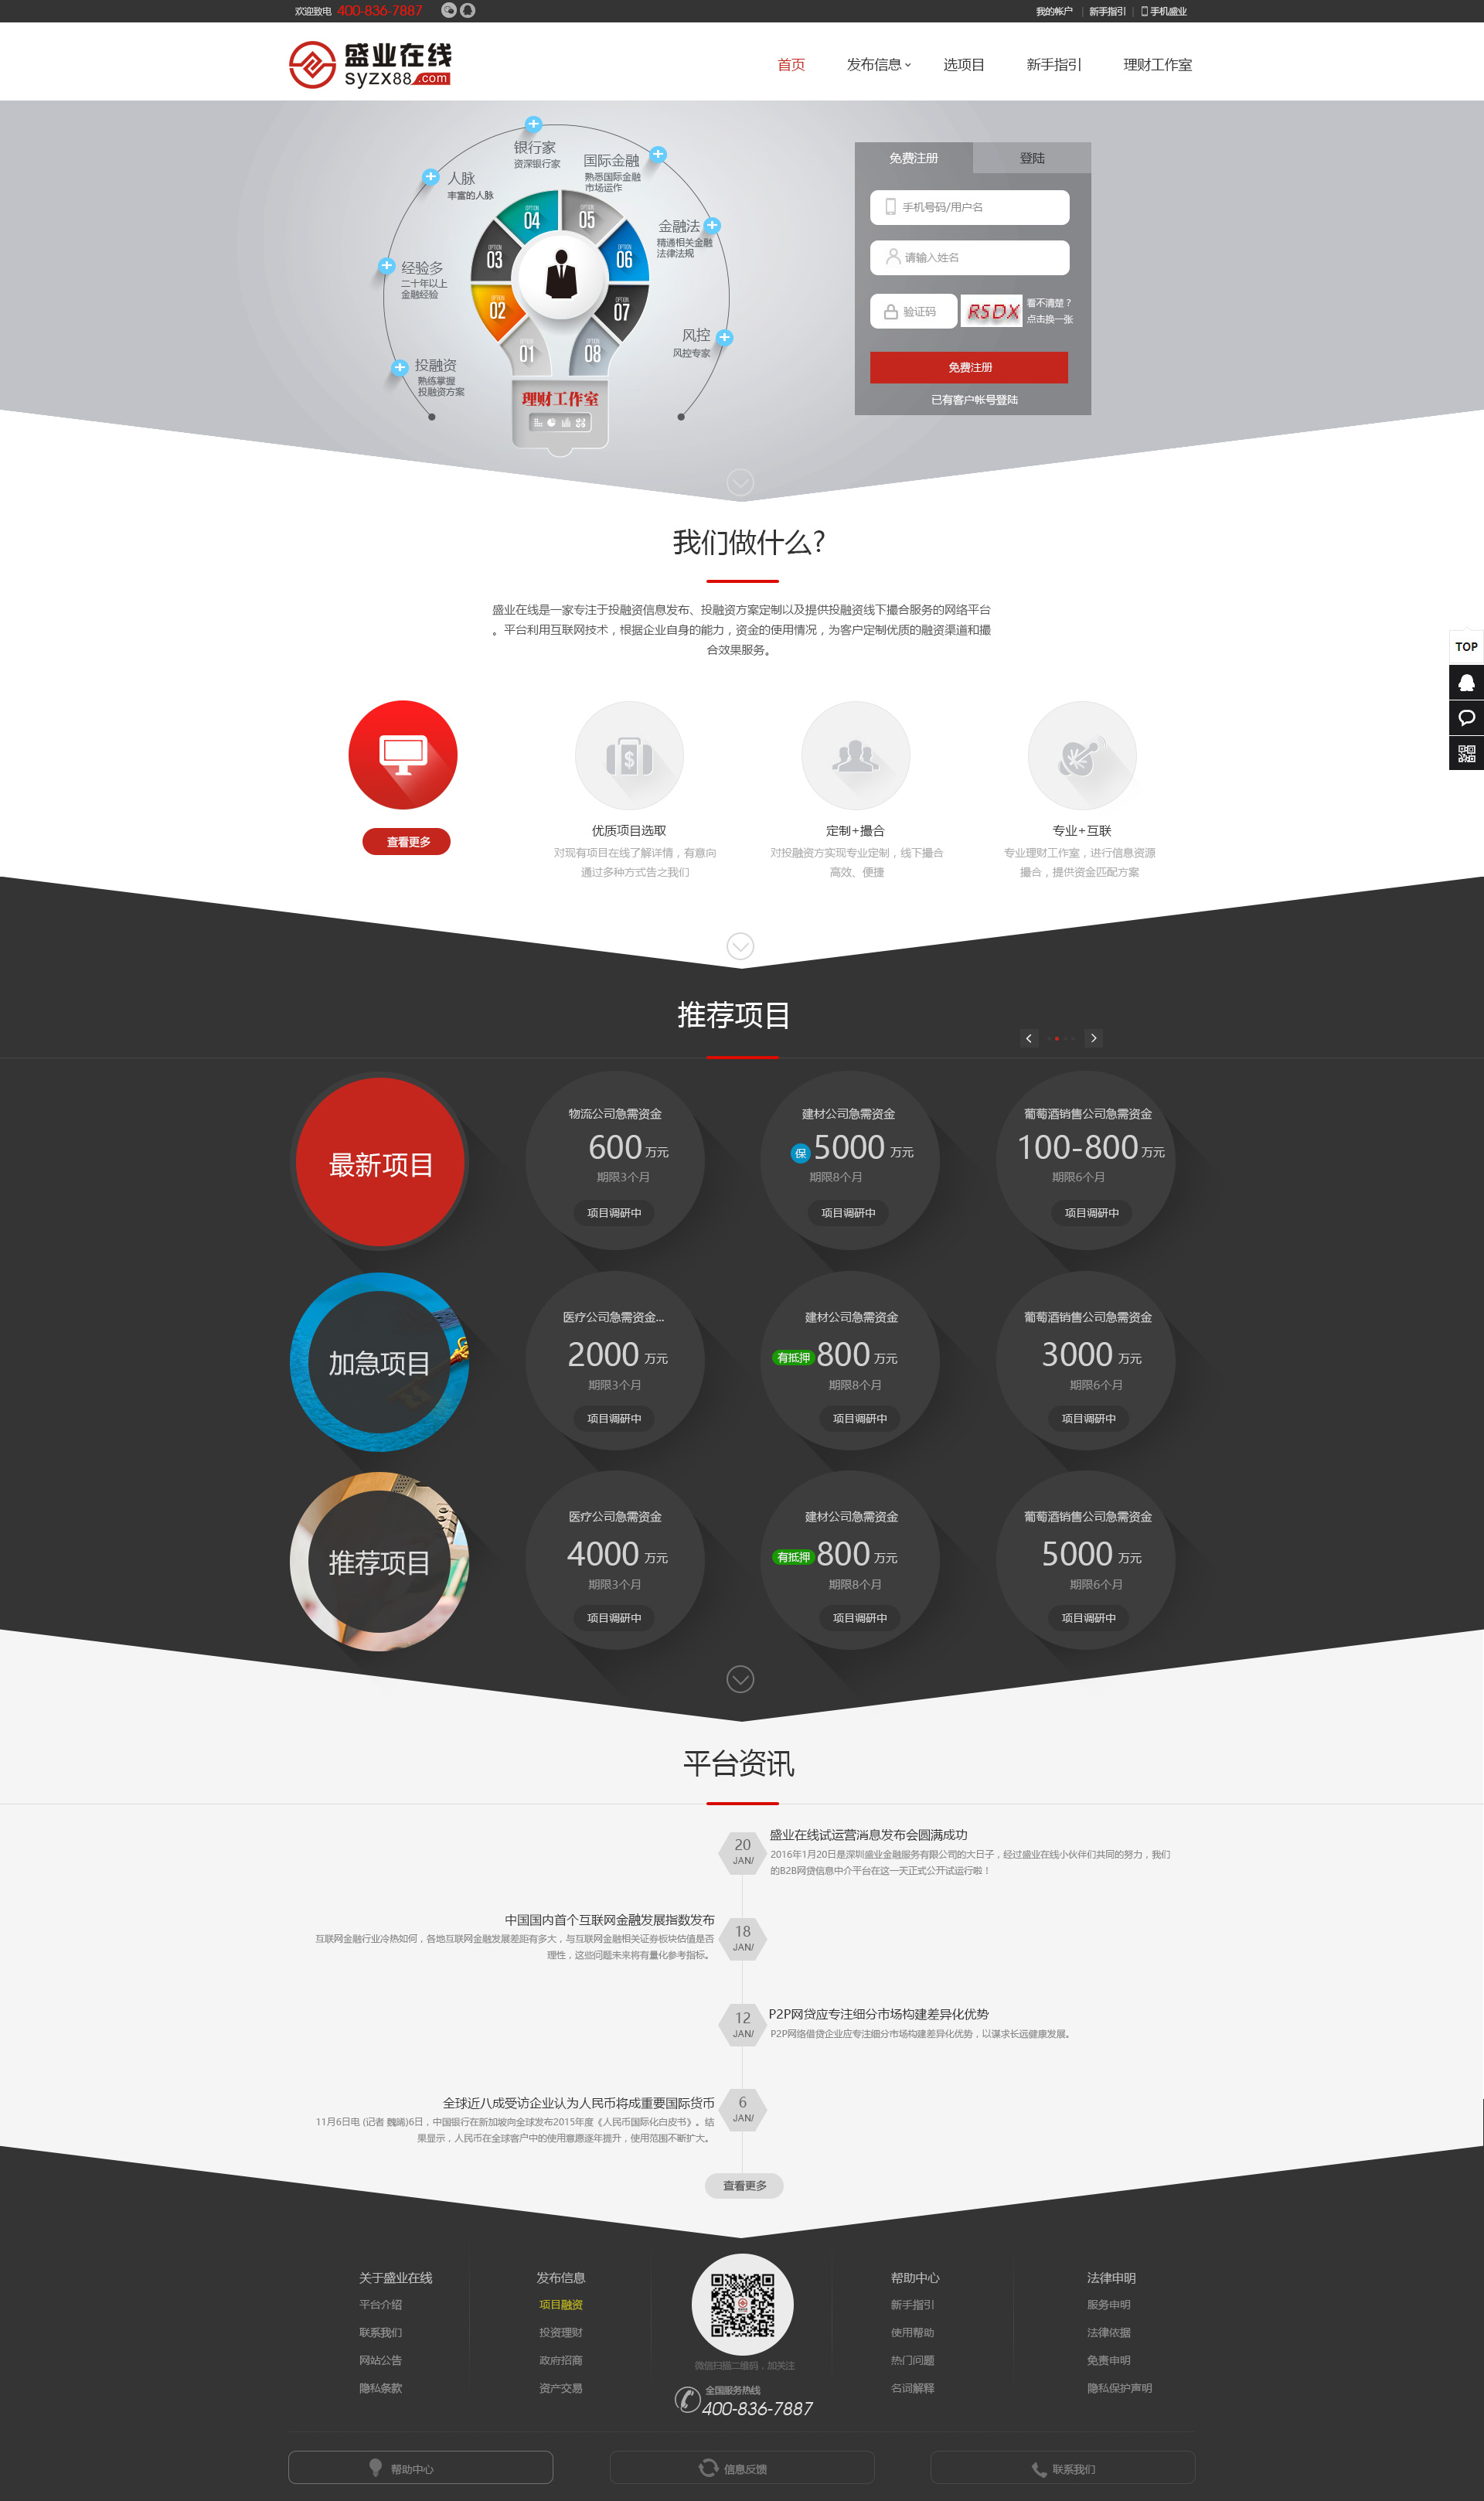 欢迎致电 400-836-7887
我的帐户 | 新手指引 | 手机盛业
盛业在线
syzx88.com
首页 发布信息 选项目 新手指引 理财工作室
银行家
资深银行家
国际金融
熟悉国际金融
市场运作
人脉
丰富的人脉
金融法
精通相关金融
法律法规
经验多
二十年以上
金融经验
风控
风控专家
投融资
熟练掌握
投融资方案
OPTION
04
OPTION
05
OPTION
03
OPTION
06
OPTION
02
OPTION
07
OPTION
01
OPTION
08
理财工作室
免费注册 登陆
手机号码/用户名
请输入姓名
验证码 RSDX
看不清楚？
点击换一张
免费注册
已有客户帐号登陆
我们做什么?
盛业在线是一家专注于投融资信息发布、投融资方案定制以及提供投融资线下撮合服务的网络平台
。平台利用互联网技术，根据企业自身的能力，资金的使用情况，为客户定制优质的融资渠道和撮
合效果服务。
TOP
查看更多
优质项目选取
对现有项目在线了解详情，有意向
通过多种方式告之我们
定制+撮合
对投融资方实现专业定制，线下撮合
高效、便捷
专业+互联
专业理财工作室，进行信息资源
撮合，提供资金匹配方案
推荐项目
最新项目
物流公司急需资金
600 万元
期限3个月
项目调研中
建材公司急需资金
保 5000 万元
期限8个月
项目调研中
葡萄酒销售公司急需资金
100-800 万元
期限6个月
项目调研中
加急项目
医疗公司急需资金...
2000 万元
期限3个月
项目调研中
建材公司急需资金
有抵押 800 万元
期限8个月
项目调研中
葡萄酒销售公司急需资金
3000 万元
期限6个月
项目调研中
推荐项目
医疗公司急需资金
4000 万元
期限3个月
项目调研中
建材公司急需资金
有抵押 800 万元
期限8个月
项目调研中
葡萄酒销售公司急需资金
5000 万元
期限6个月
项目调研中
平台资讯
20
JAN/
盛业在线试运营消息发布会圆满成功
2016年1月20日是深圳盛业金融服务有限公司的大日子，经过盛业在线小伙伴们共同的努力，我们
的B2B网贷信息中介平台在这一天正式公开试运行啦！
18
JAN/
中国国内首个互联网金融发展指数发布
互联网金融行业冷热如何，各地互联网金融发展差距有多大，与互联网金融相关证券板块估值是否
理性，这些问题未来将有量化参考指标。
12
JAN/
P2P网贷应专注细分市场构建差异化优势
P2P网络借贷企业应专注细分市场构建差异化优势，以谋求长远健康发展。
6
JAN/
全球近八成受访企业认为人民币将成重要国际货币
11月6日电 (记者 魏晞)6日，中国银行在新加坡向全球发布2015年度《人民币国际化白皮书》。结
果显示，人民币在全球客户中的使用意愿逐年提升，使用范围不断扩大。
查看更多
关于盛业在线
平台介绍
联系我们
网站公告
隐私条款
发布信息
项目融资
投资理财
政府招商
资产交易
微信扫描二维码，加关注
全国服务热线
400-836-7887
帮助中心
新手指引
使用帮助
热门问题
名词解释
法律申明
服务申明
法律依据
免责申明
隐私保护声明
帮助中心
信息反馈
联系我们